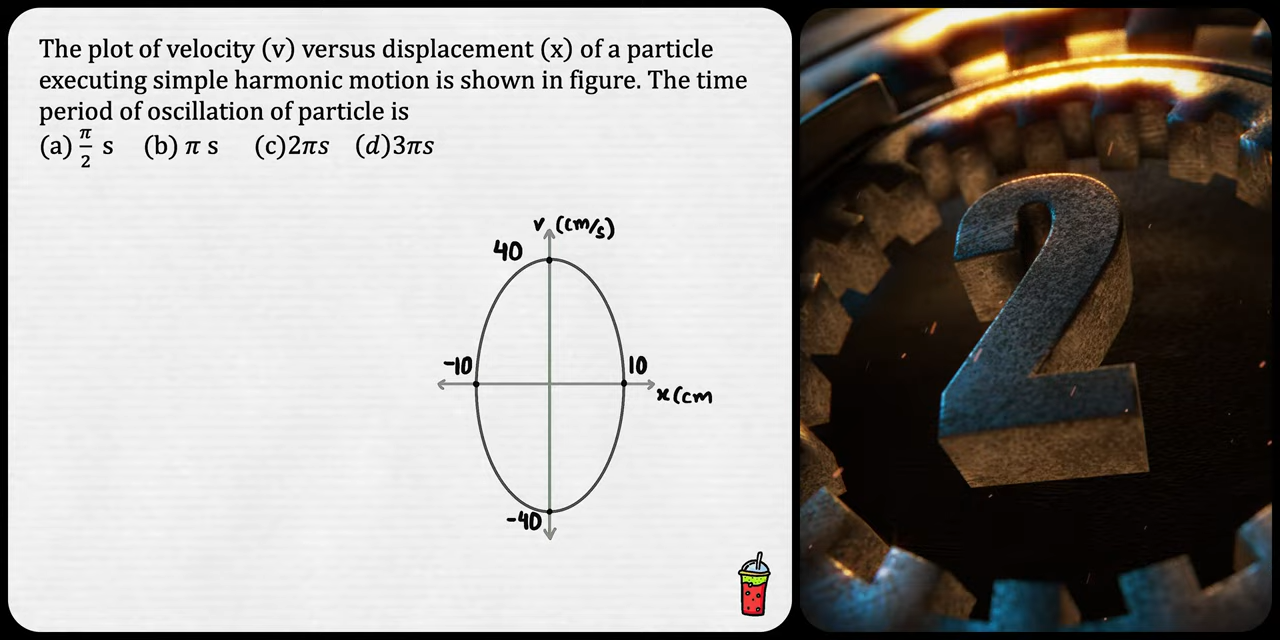 The plot of velocity (v) versus displacement (x) of a particle
executing simple harmonic motion is shown in figure. The time
period of oscillation of particle is
(a) π/2 s (b) π s (c)2πs (d)3πs
v (cm/s)
40
-10
10
x(cm
-40
2